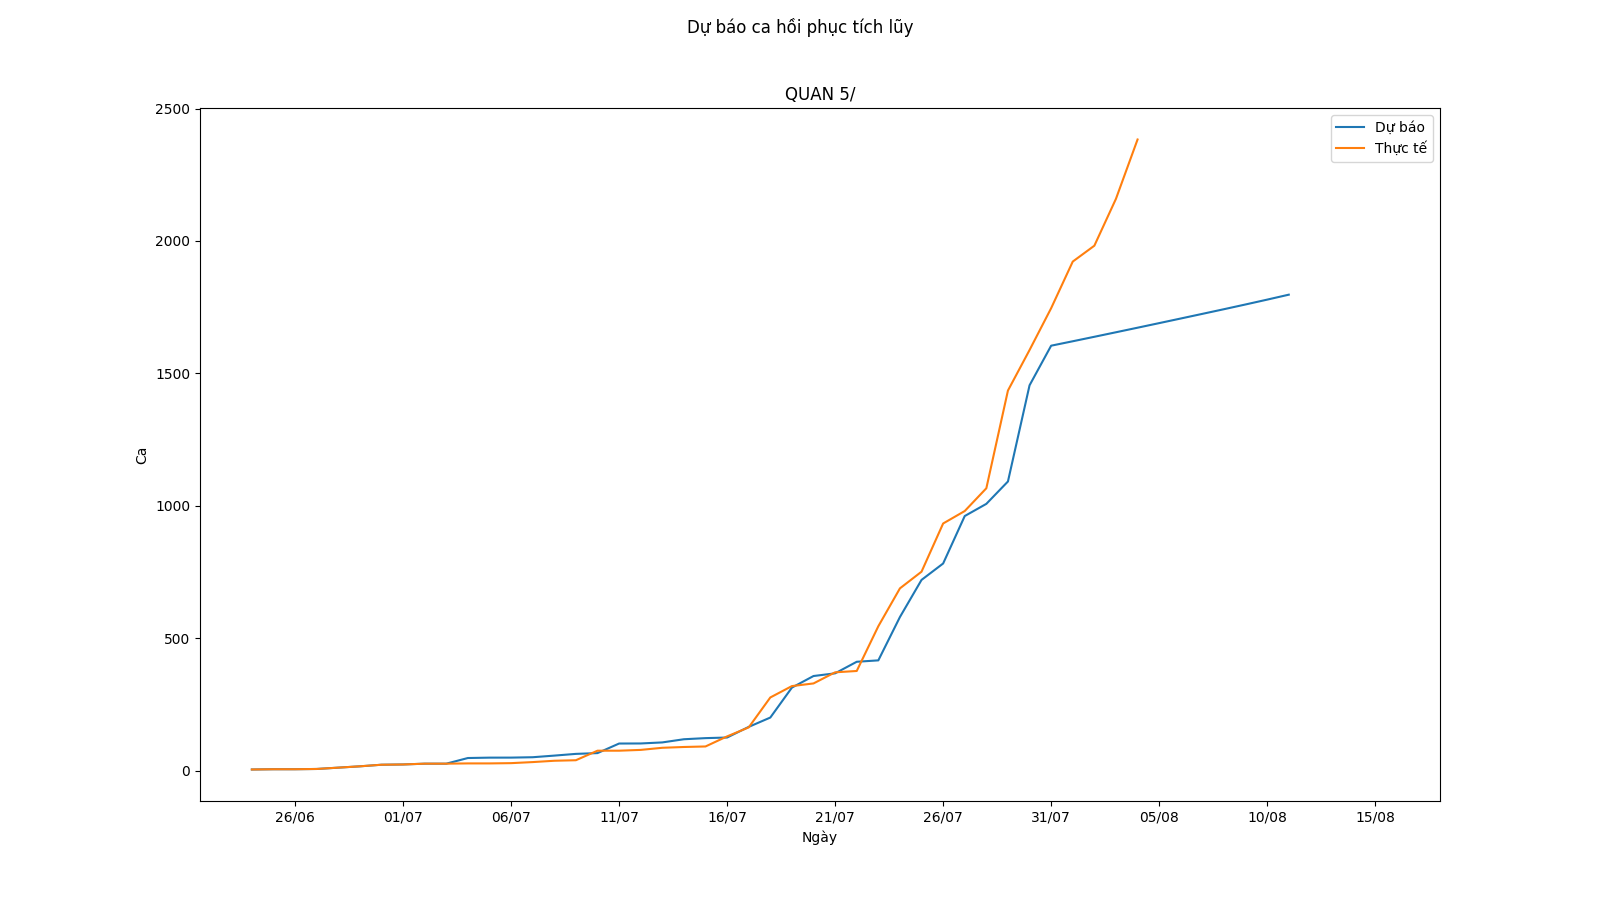 Dự báo ca hồi phục tích lũy
QUAN 5/
2500
2000
1500
1000
500
0
Ca
Dự báo
Thực tế
26/06 01/07 06/07 11/07 16/07 21/07 26/07 31/07 05/08 10/08 15/08
Ngày